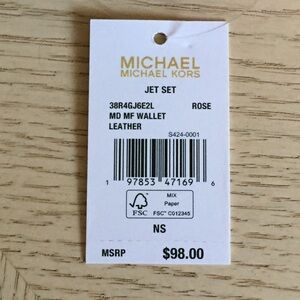 MICHAEL
MICHAEL KORS
JET SET
38R4GJ6E2L ROSE
MD MF WALLET
LEATHER
S424-0001
1 97853 47169 6
FSC
MIX
Paper
FSC® C012345
NS
MSRP $98.00